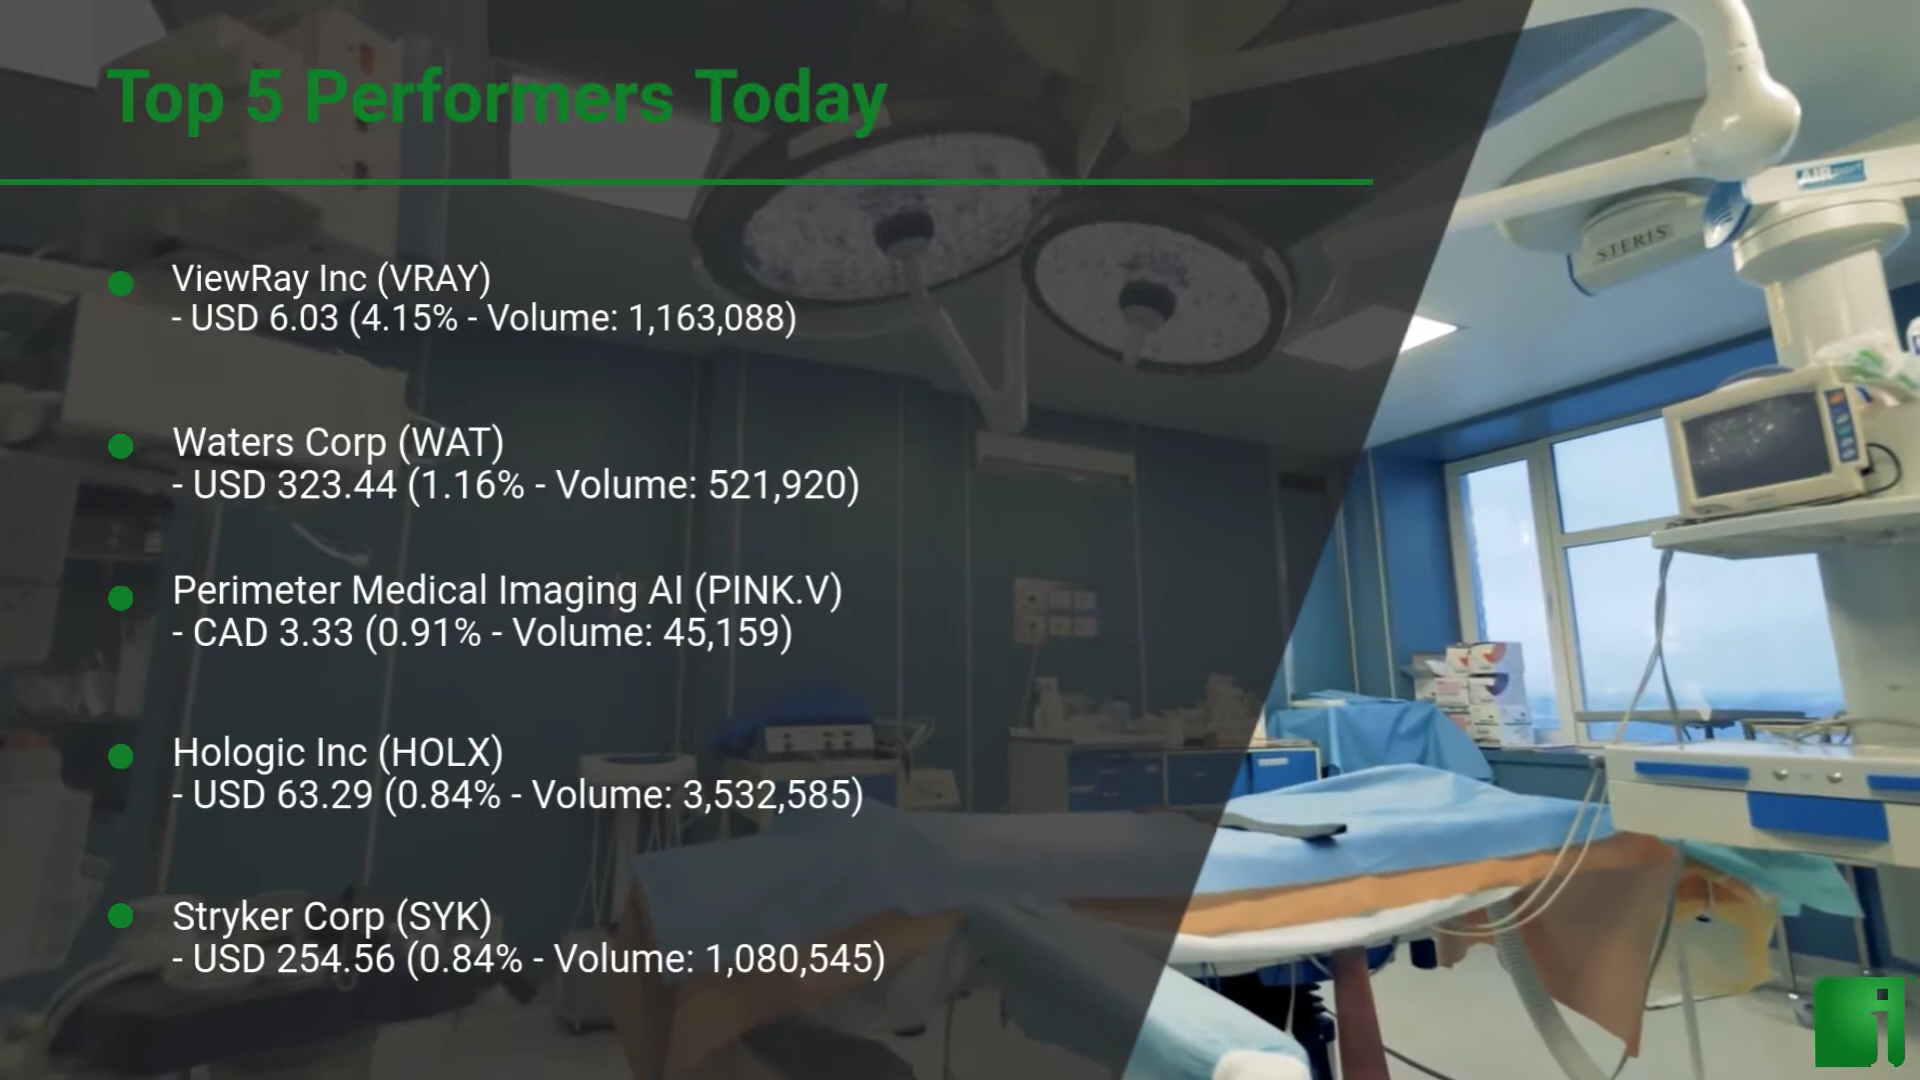 Top 5 Performers Today
ViewRay Inc (VRAY)
- USD 6.03 (4.15% - Volume: 1,163,088)
Waters Corp (WAT)
- USD 323.44 (1.16% - Volume: 521,920)
Perimeter Medical Imaging AI (PINK.V)
- CAD 3.33 (0.91% - Volume: 45,159)
Hologic Inc (HOLX)
- USD 63.29 (0.84% - Volume: 3,532,585)
Stryker Corp (SYK)
- USD 254.56 (0.84% - Volume: 1,080,545)
STERIS